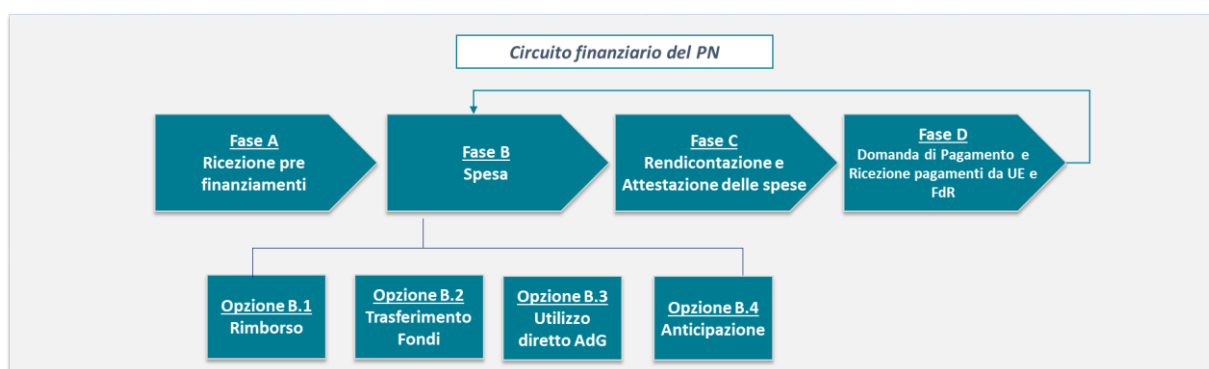 Circuito finanziario del PN
Fase A
Ricezione pre
finanziamenti
Fase B
Spesa
Fase C
Rendicontazione e
Attestazione delle spese
Fase D
Domanda di Pagamento e
Ricezione pagamenti da UE e
FdR
Opzione B.1
Rimborso
Opzione B.2
Trasferimento
Fondi
Opzione B.3
Utilizzo
diretto AdG
Opzione B.4
Anticipazione